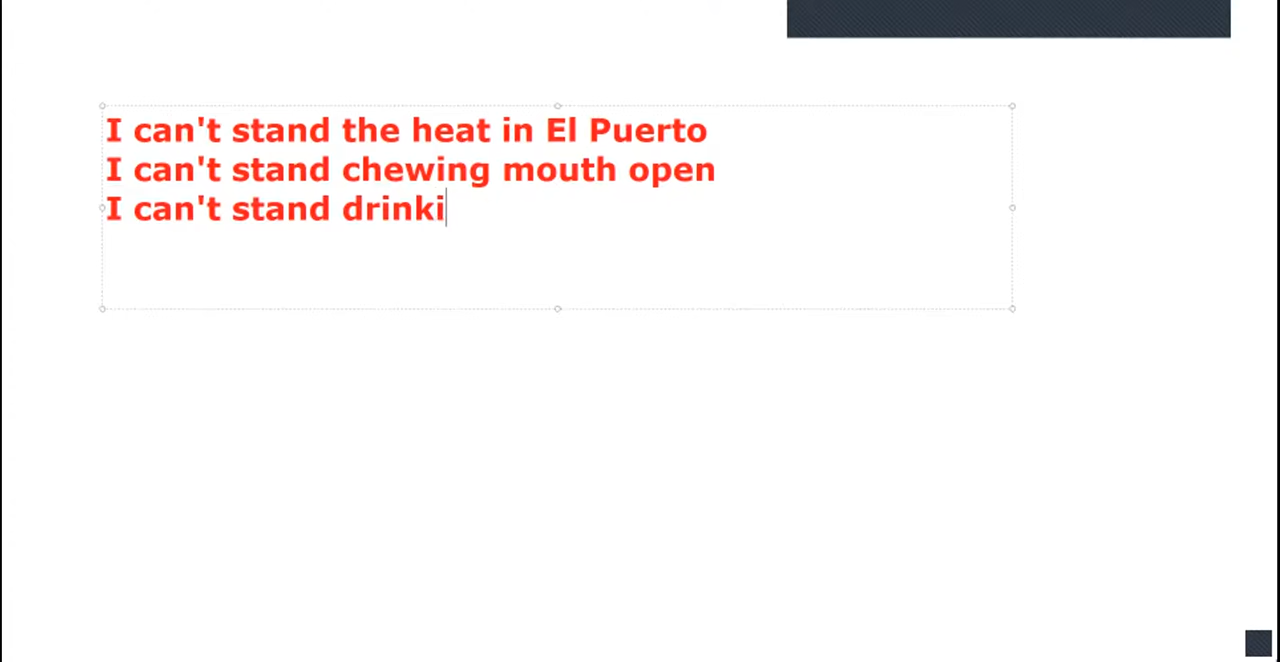 I can't stand the heat in El Puerto
I can't stand chewing mouth open
I can't stand drinki